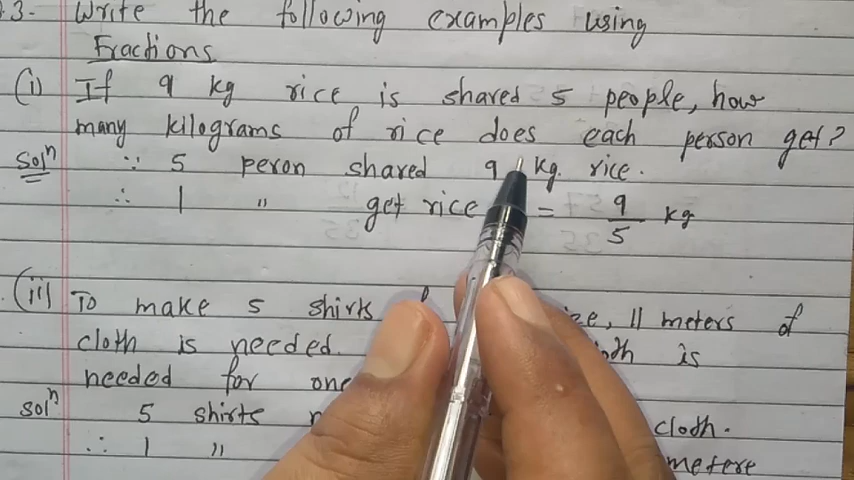 .3. Write the following examples using
Fractions
(i) If 9 kg rice is shared 5 people, how
many kilograms of rice does each person get?
Solⁿ ∵ 5 peron shared 9 kg. rice.
∴ 1 " get rice = 9/5 kg
(ii) To make 5 shirts 11 meters of
cloth is needed. is
needed for one
solⁿ 5 shirts cloth.
∴ 1 " metere